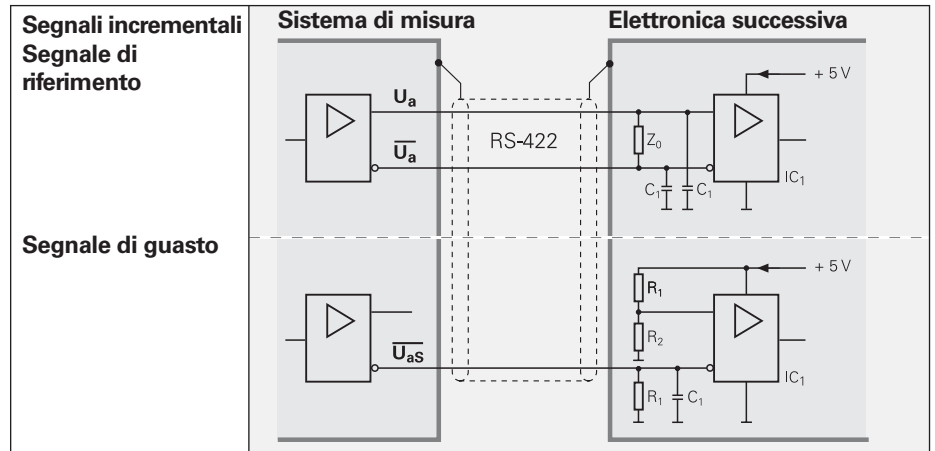 Segnali incrementali
Segnale di
riferimento
Sistema di misura
Elettronica successiva
+ 5 V
Ua
RS-422
Z0
Ua
C1
C1
IC1
Segnale di guasto
+ 5 V
R1
R2
UaS
R1
C1
IC1